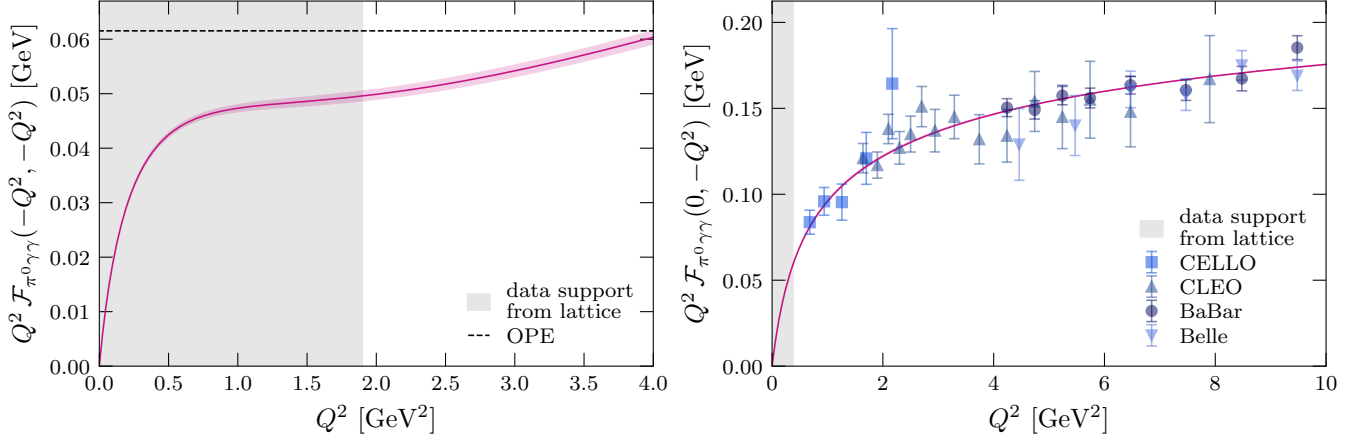 Q² F_π⁰γγ(−Q², −Q²) [GeV]
0.06
0.05
0.04
0.03
0.02
0.01
0.00
data support
from lattice
OPE
0.0 0.5 1.0 1.5 2.0 2.5 3.0 3.5 4.0
Q² [GeV²]
Q² F_π⁰γγ(0, −Q²) [GeV]
0.20
0.15
0.10
0.05
0.00
data support
from lattice
CELLO
CLEO
BaBar
Belle
0 2 4 6 8 10
Q² [GeV²]